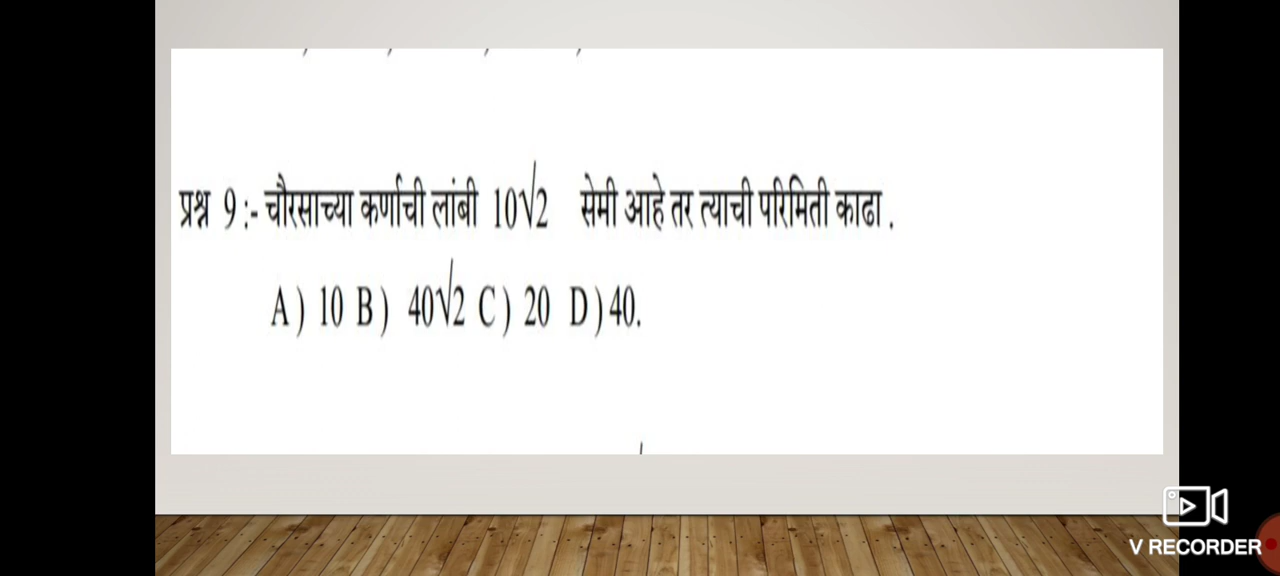 प्रश्न 9 :- चौरसाच्या कर्णाची लांबी 10√2 सेमी आहे तर त्याची परिमिती काढा .
A) 10 B) 40√2 C) 20 D)40.
V RECORDER